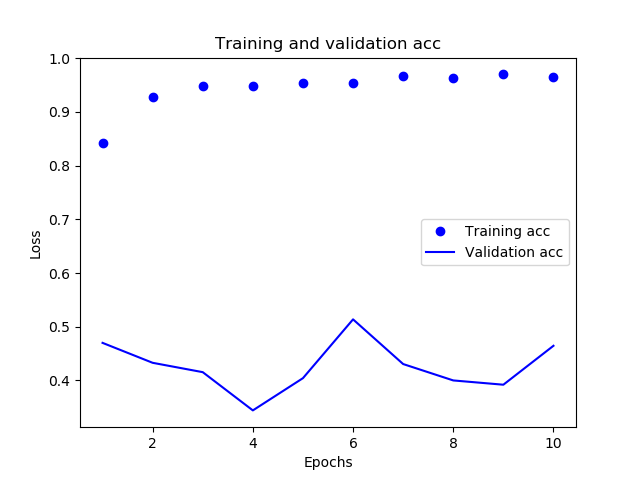 Training and validation acc
1.0
0.9
0.8
0.7
0.6
0.5
0.4
Loss
Training acc
Validation acc
2
4
6
8
10
Epochs